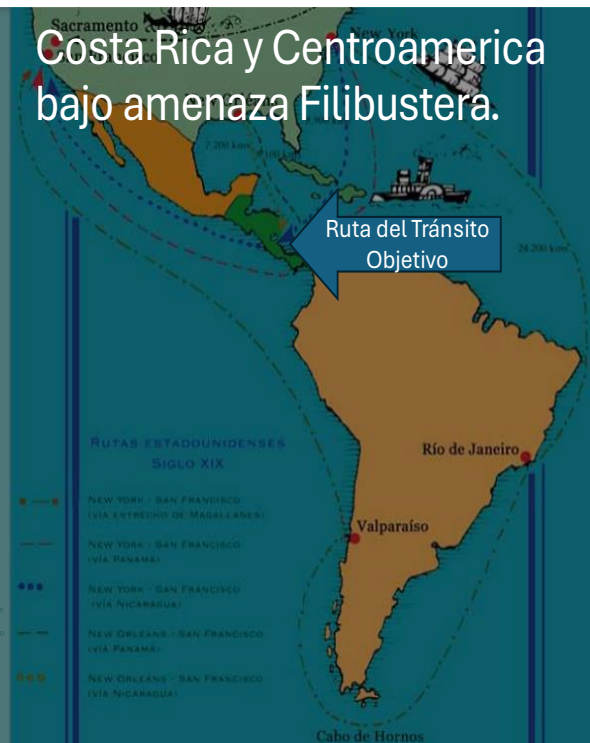 Sacramento
New York
Costa Rica y Centroamerica
bajo amenaza Filibustera.
7.200 kms
Ruta del Tránsito
Objetivo
24.200 kms
RUTAS ESTADOUNIDENSES
SIGLO XIX
Río de Janeiro
NEW YORK - SAN FRANCISCO
(VÍA ESTRECHO DE MAGALLANES)
Valparaíso
NEW YORK - SAN FRANCISCO
(VÍA PANAMÁ)
NEW YORK - SAN FRANCISCO
(VÍA NICARAGUA)
NEW ORLEANS - SAN FRANCISCO
(VÍA PANAMÁ)
NEW ORLEANS - SAN FRANCISCO
(VÍA NICARAGUA)
Cabo de Hornos